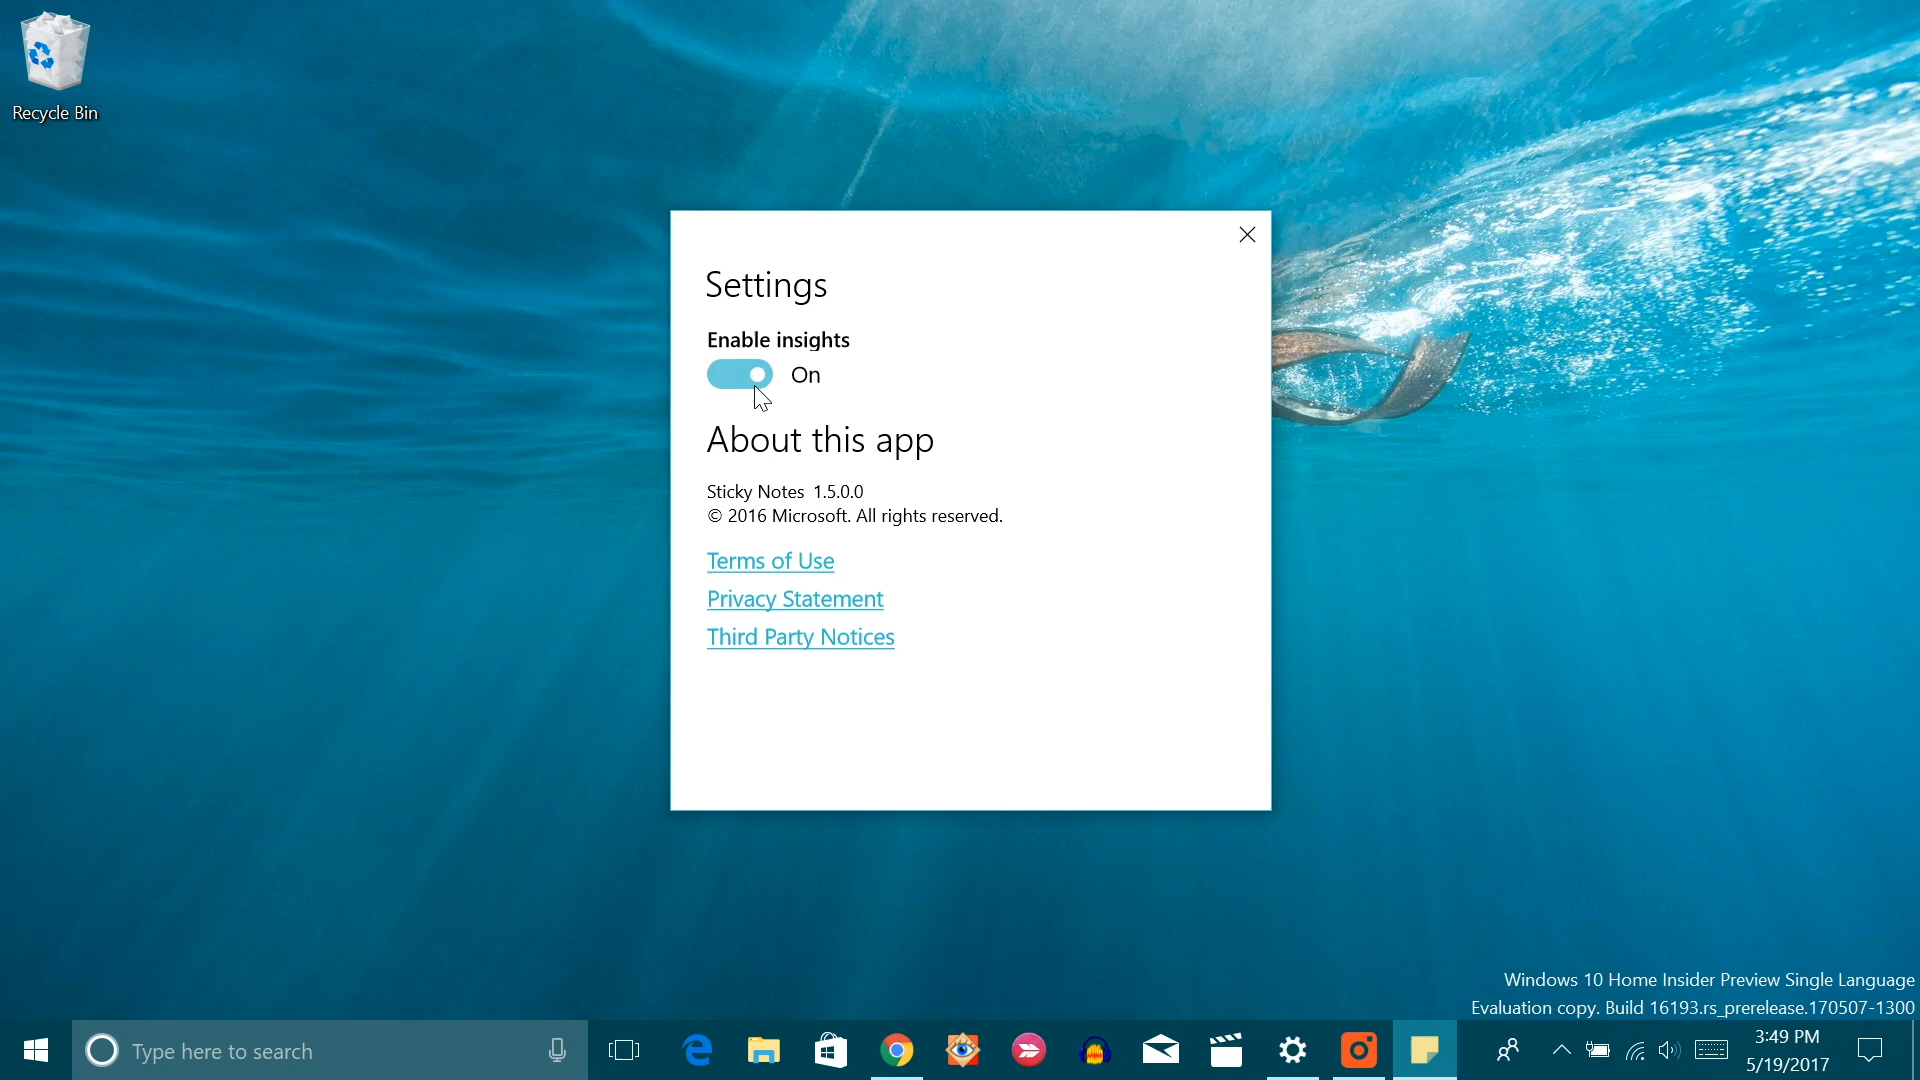 Recycle Bin
Settings
Enable insights
On
About this app
Sticky Notes 1.5.0.0
© 2016 Microsoft. All rights reserved.
Terms of Use
Privacy Statement
Third Party Notices
Windows 10 Home Insider Preview Single Language
Evaluation copy. Build 16193.rs_prerelease.170507-1300
Type here to search
3:49 PM
5/19/2017